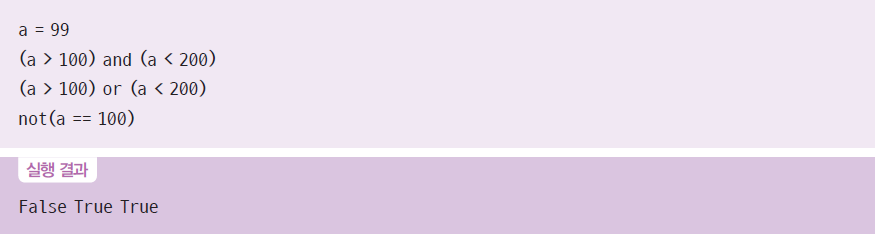 a = 99
(a > 100) and (a < 200)
(a > 100) or (a < 200)
not(a == 100)
실행 결과
False True True